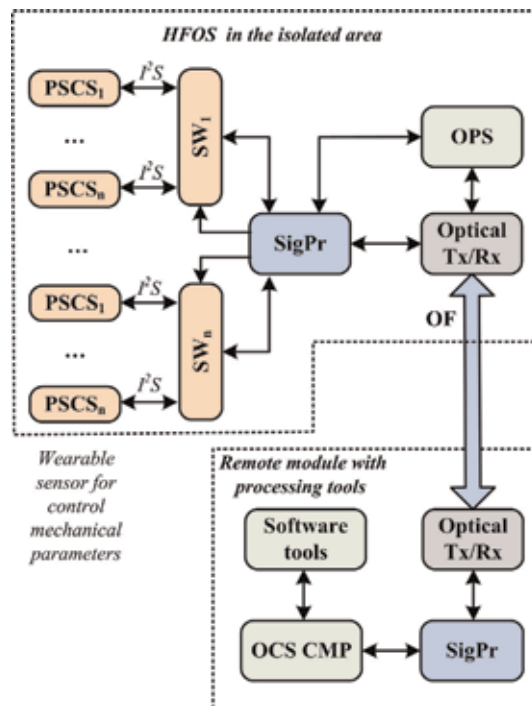 HFOS in the isolated area
PSCS₁
I²S
...
PSCSₙ
I²S
SW₁
...
PSCS₁
I²S
...
PSCSₙ
I²S
SWₙ
SigPr
OPS
Optical
Tx/Rx
OF
Wearable
sensor for
control
mechanical
parameters
Remote module with
processing tools
Software
tools
Optical
Tx/Rx
OCS CMP
SigPr